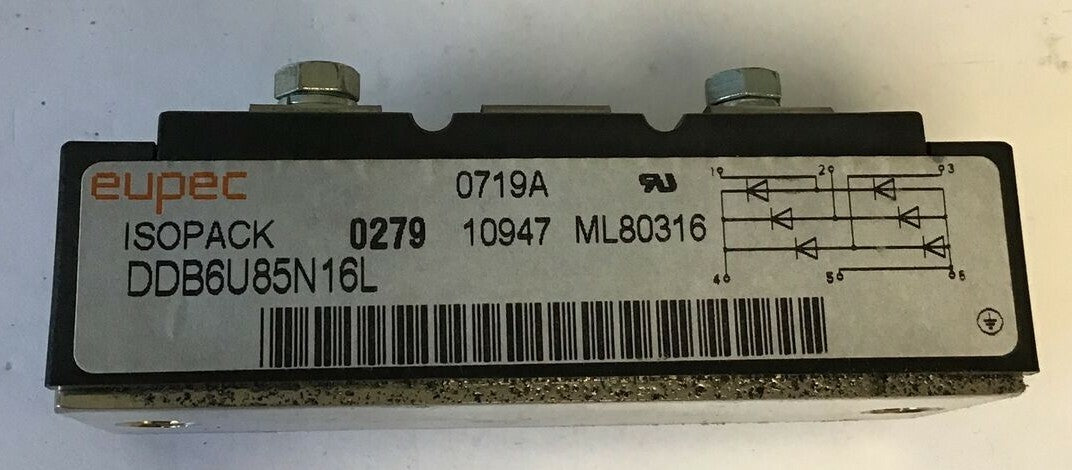 eupec 0719A
ISOPACK 0279 10947 ML80316
DDB6U85N16L
1 2 3
4 5 6